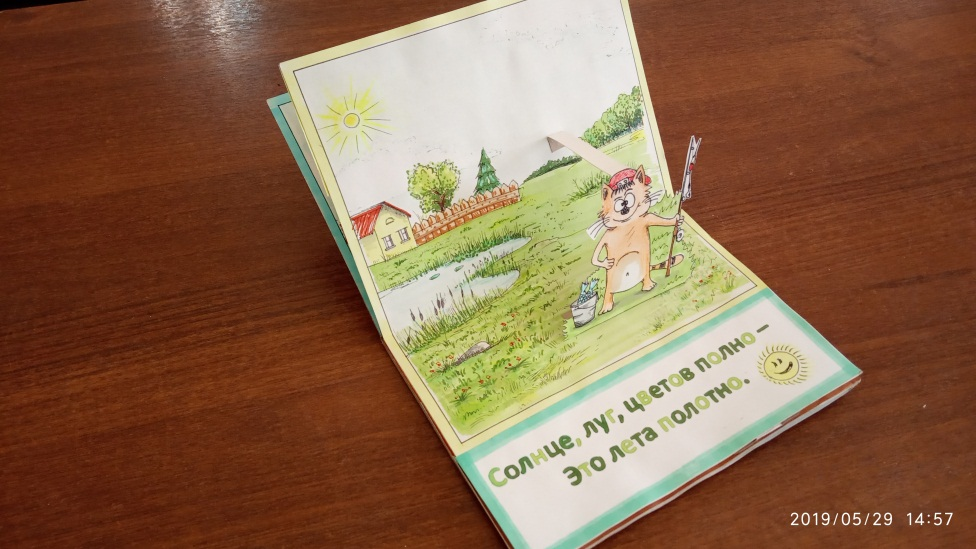 Солнце, луг, цветов полно –
Это лета полотно.
2019/05/29 14:57